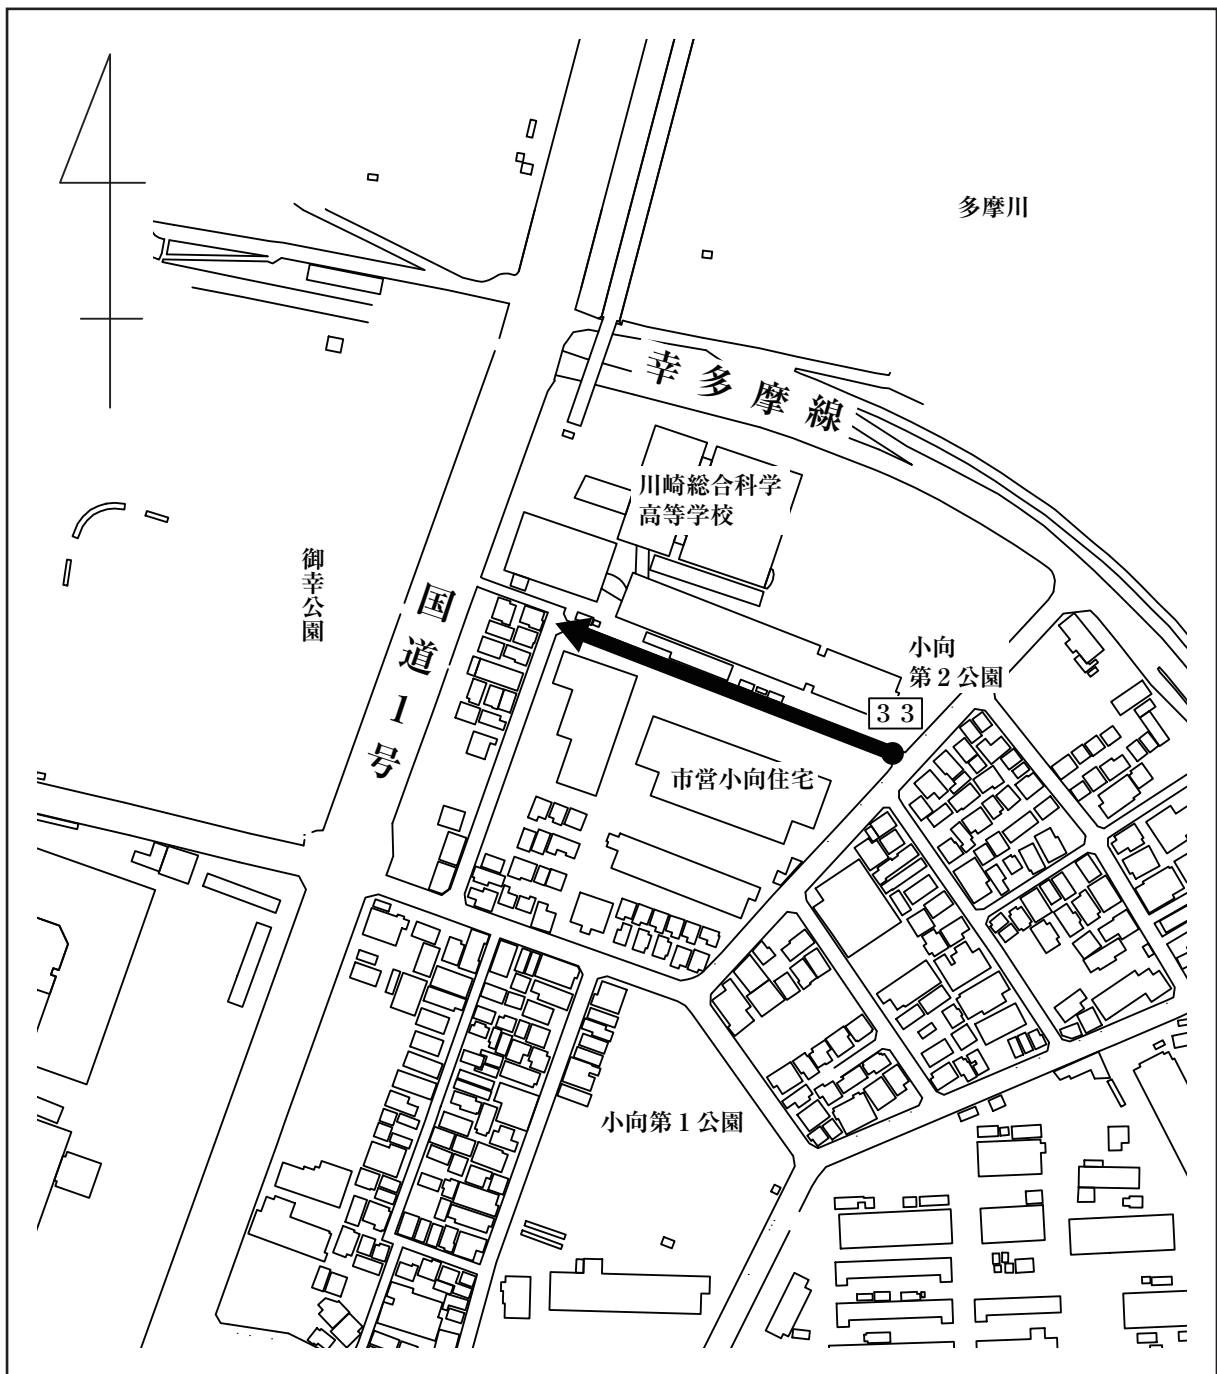 多摩川
幸多摩線
川崎総合科学
高等学校
御幸公園
国道1号
小向
第2公園
33
市営小向住宅
小向第1公園